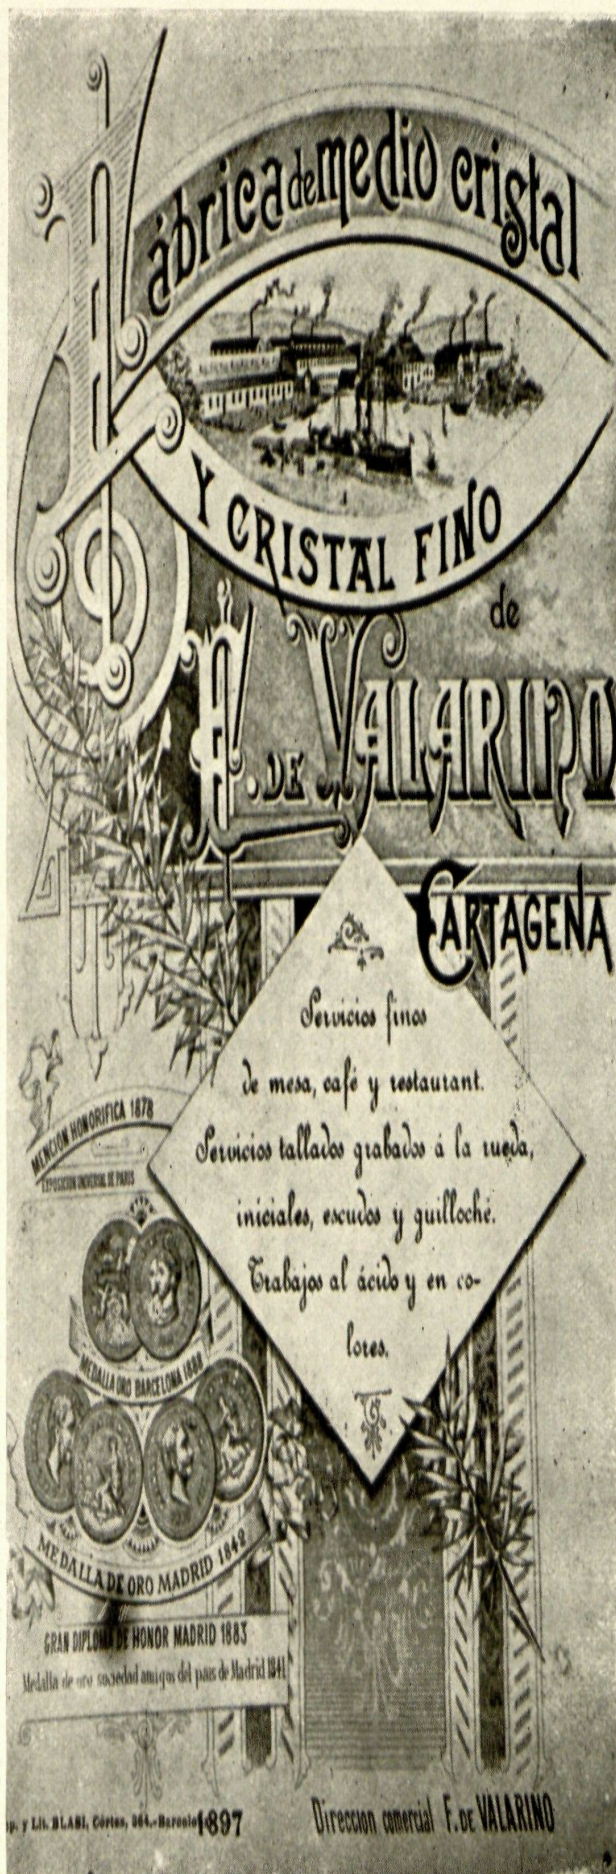 Fábrica de medio cristal
Y CRISTAL FINO
de
F. DE VALARINO
CARTAGENA
Servicios finos
de mesa, café y restaurant.
Servicios tallados grabados á la rueda,
iniciales, escudos y guilloché.
Trabajos al ácido y en co-
lores.
MENCION HONORIFICA 1878
EXPOSICION UNIVERSAL DE PARIS
MEDALLA ORO BARCELONA 1888
MEDALLA DE ORO MADRID 1842
GRAN DIPLOMA DE HONOR MADRID 1883
Medalla de oro sociedad amigos del pais de Madrid 1841
p. y Lit. BLASI, Córtes, 364.-Barcelo
1897
Direccion comercial F. DE VALARINO